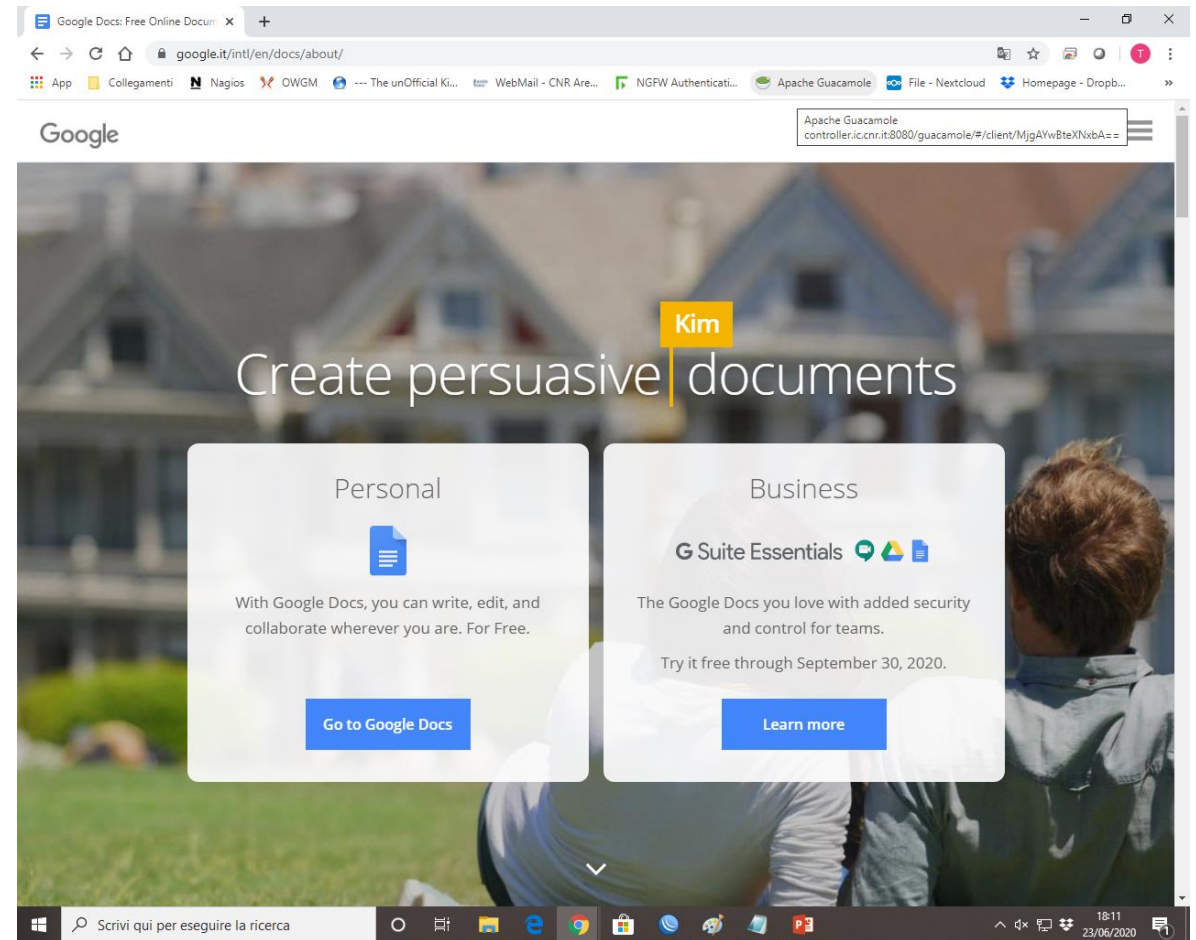 Google Docs: Free Online Docum
google.it/intl/en/docs/about/
T
App Collegamenti Nagios OWGM --- The unOfficial Ki... WebMail - CNR Are... NGFW Authenticati... Apache Guacamole File - Nextcloud Homepage - Dropb... »
Google
Apache Guacamole
controller.ic.cnr.it:8080/guacamole/#/client/MjgAYwBteXNxbA==
Kim
Create persuasive documents
Personal
With Google Docs, you can write, edit, and
collaborate wherever you are. For Free.
Go to Google Docs
Business
G Suite Essentials
The Google Docs you love with added security
and control for teams.
Try it free through September 30, 2020.
Learn more
Scrivi qui per eseguire la ricerca
18:11
23/06/2020
1